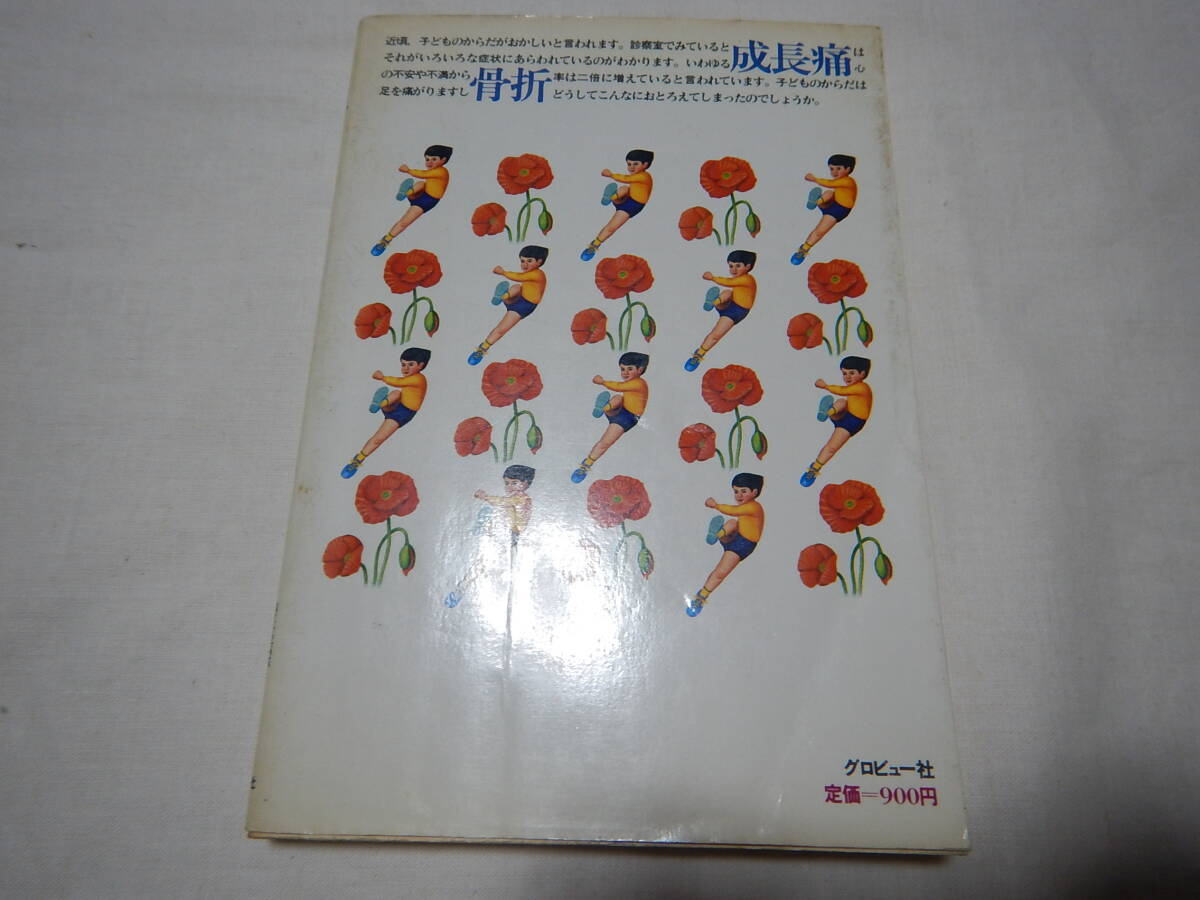 近頃、子どものからだがおかしいと言われます。診察室でみていると
それがいろいろな症状にあらわれているのがわかります。いわゆる成長痛は心
の不安や不満から
足を痛がりますし骨折率は二倍に増えていると言われています。子どものからだは
どうしてこんなにおとろえてしまったのでしょうか。
グロビュー社
定価=900円